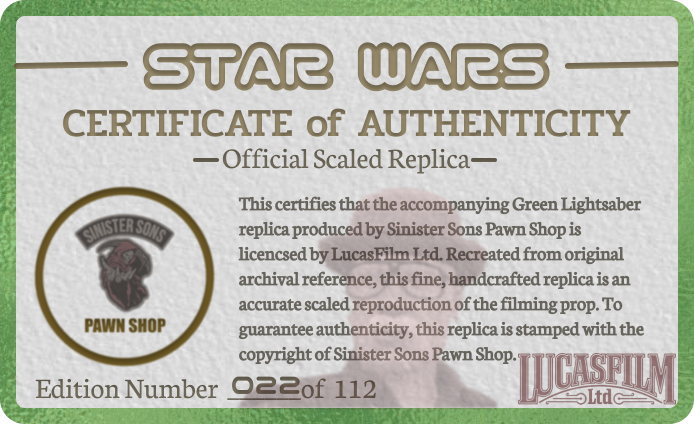 STAR WARS
CERTIFICATE of AUTHENTICITY
Official Scaled Replica
SINISTER SONS
PAWN SHOP
This certifies that the accompanying Green Lightsaber
replica produced by Sinister Sons Pawn Shop is
licencsed by LucasFilm Ltd. Recreated from original
archival reference, this fine, handcrafted replica is an
accurate scaled reproduction of the filming prop. To
guarantee authenticity, this replica is stamped with the
copyright of Sinister Sons Pawn Shop.
LUCASFILM
Ltd
Edition Number 022 of 112